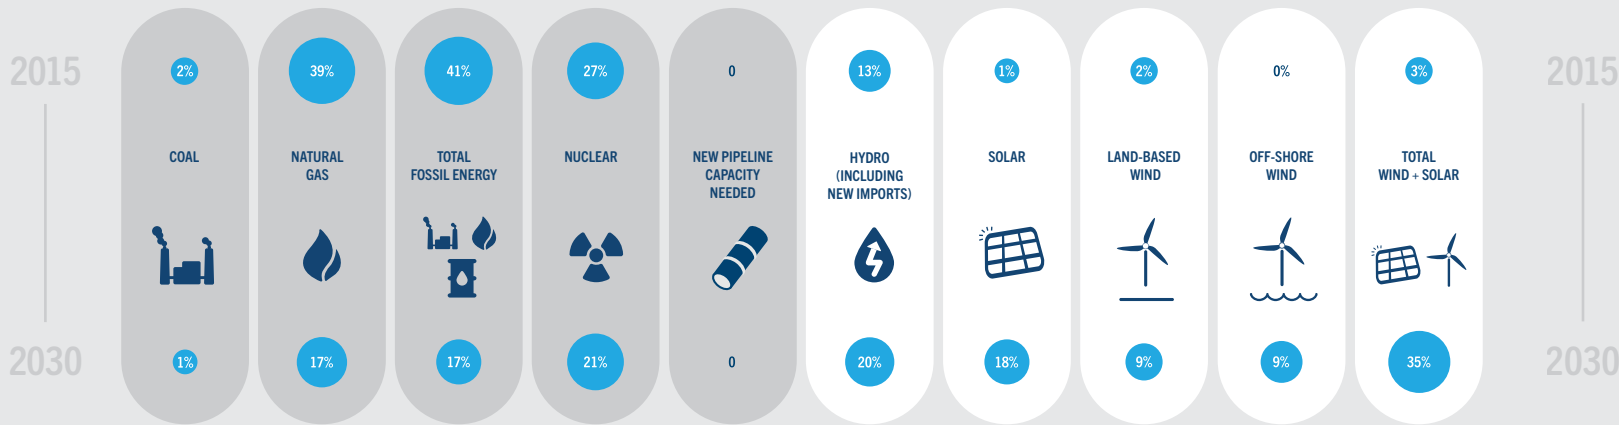 2015
2%
39%
41%
27%
0
13%
1%
2%
0%
3%
2015
COAL
NATURAL
GAS
TOTAL
FOSSIL ENERGY
NUCLEAR
NEW PIPELINE
CAPACITY
NEEDED
HYDRO
(INCLUDING
NEW IMPORTS)
SOLAR
LAND-BASED
WIND
OFF-SHORE
WIND
TOTAL
WIND + SOLAR
2030
1%
17%
17%
21%
0
20%
18%
9%
9%
35%
2030